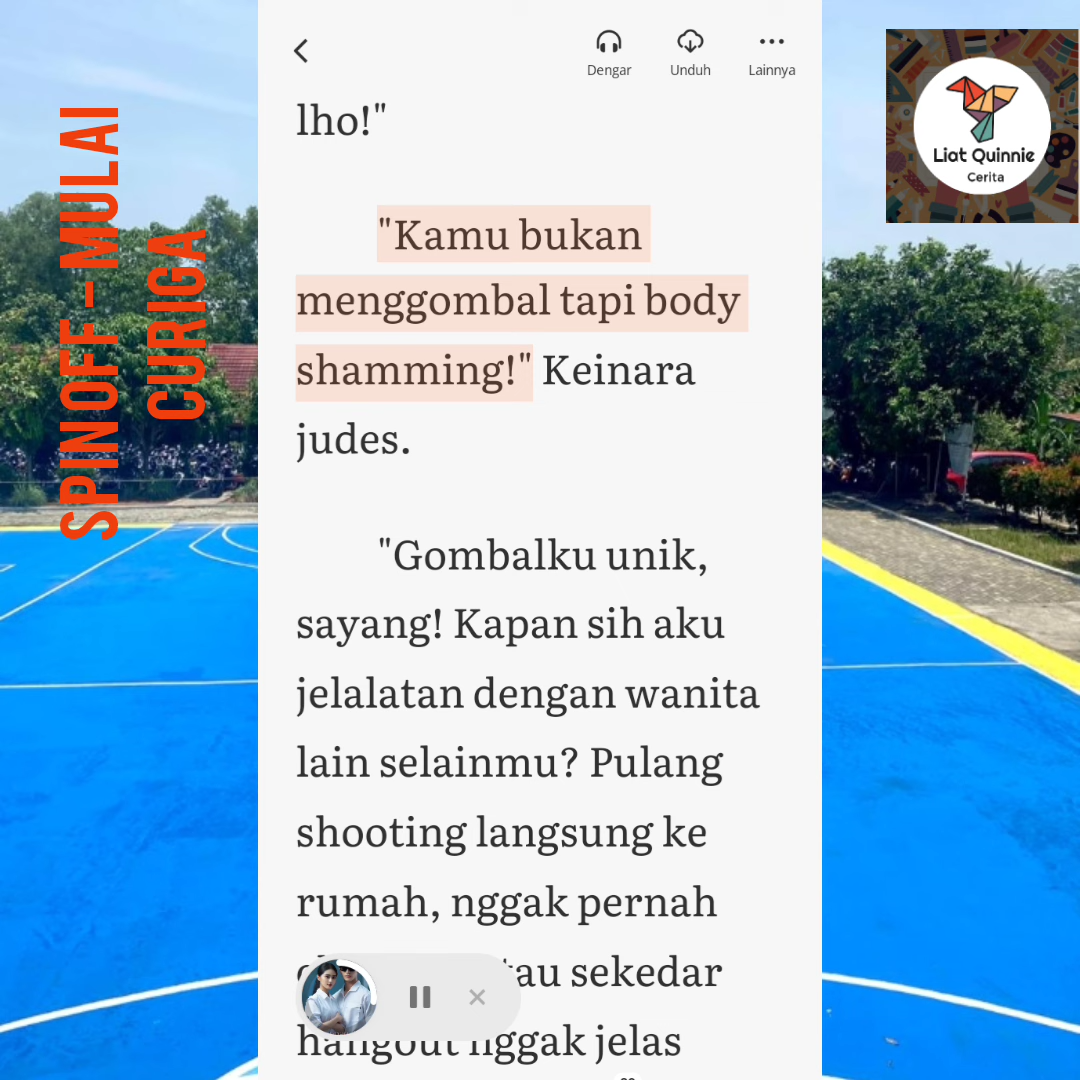 SPINOFF - MULAI
CURIGA
Dengar
Unduh
Lainnya
Liat Quinnie
Cerita
lho!"
"Kamu bukan
menggombal tapi body
shamming!" Keinara
judes.
"Gombalku unik,
sayang! Kapan sih aku
jelalatan dengan wanita
lain selainmu? Pulang
shooting langsung ke
rumah, nggak pernah
sekedar
hangout nggak jelas